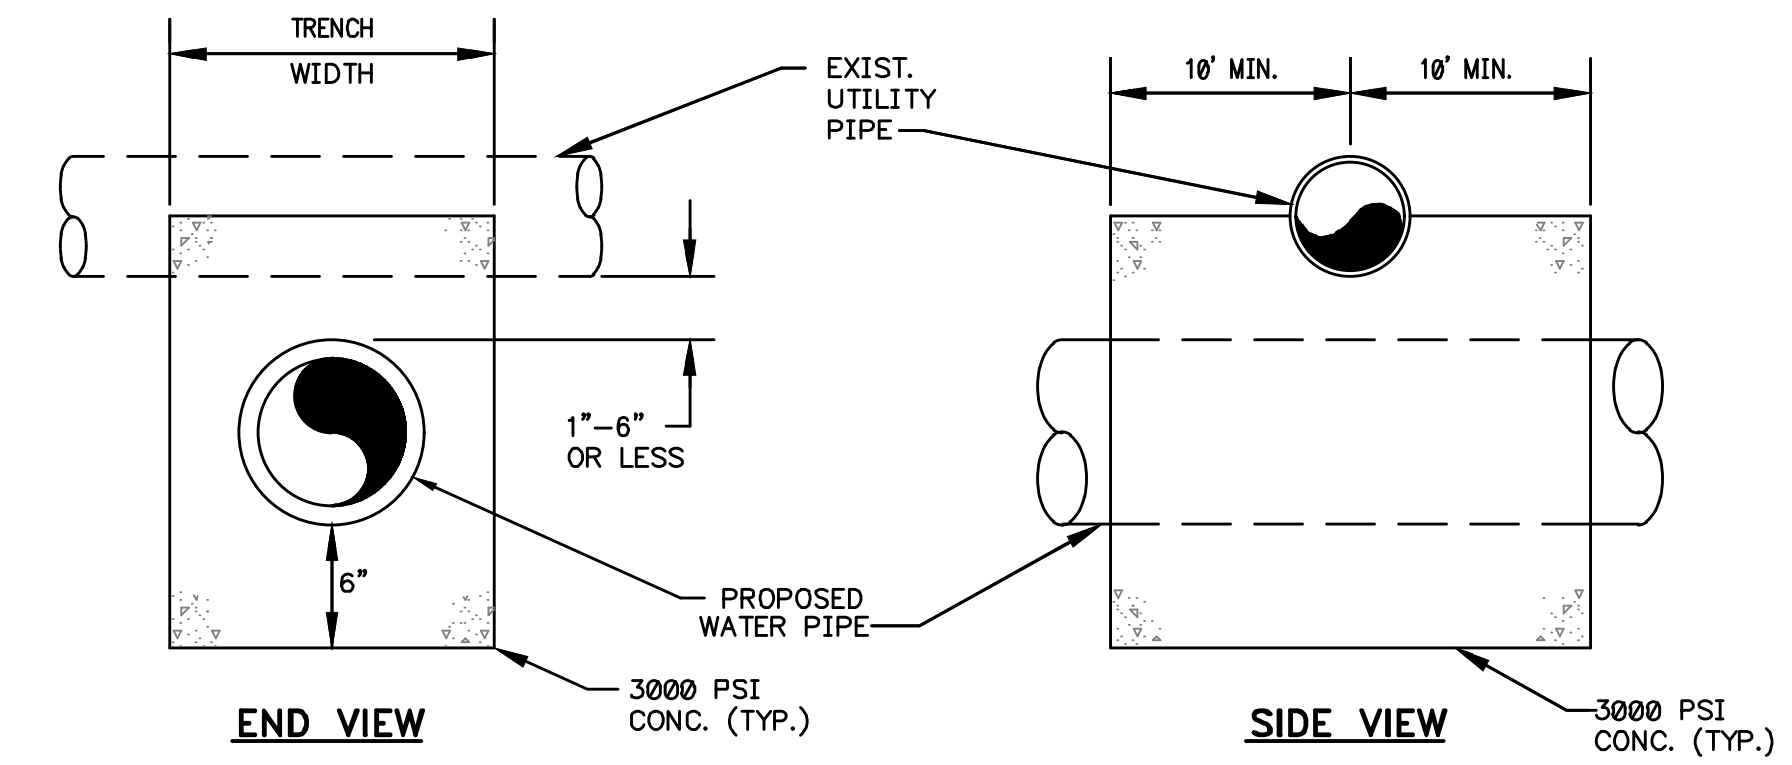 TRENCH
WIDTH
EXIST.
UTILITY
PIPE
10' MIN.
10' MIN.
1"-6"
OR LESS
6"
PROPOSED
WATER PIPE
3000 PSI
CONC. (TYP.)
END VIEW
SIDE VIEW
3000 PSI
CONC. (TYP.)